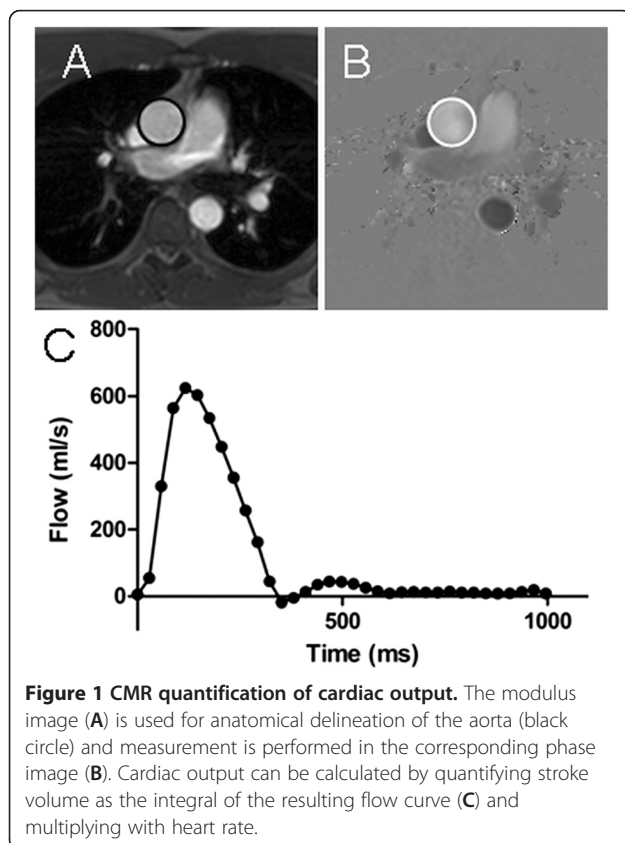 A
B
C
800
600
400
200
0
Flow (ml/s)
500
1000
Time (ms)
Figure 1 CMR quantification of cardiac output. The modulus
image (A) is used for anatomical delineation of the aorta (black
circle) and measurement is performed in the corresponding phase
image (B). Cardiac output can be calculated by quantifying stroke
volume as the integral of the resulting flow curve (C) and
multiplying with heart rate.